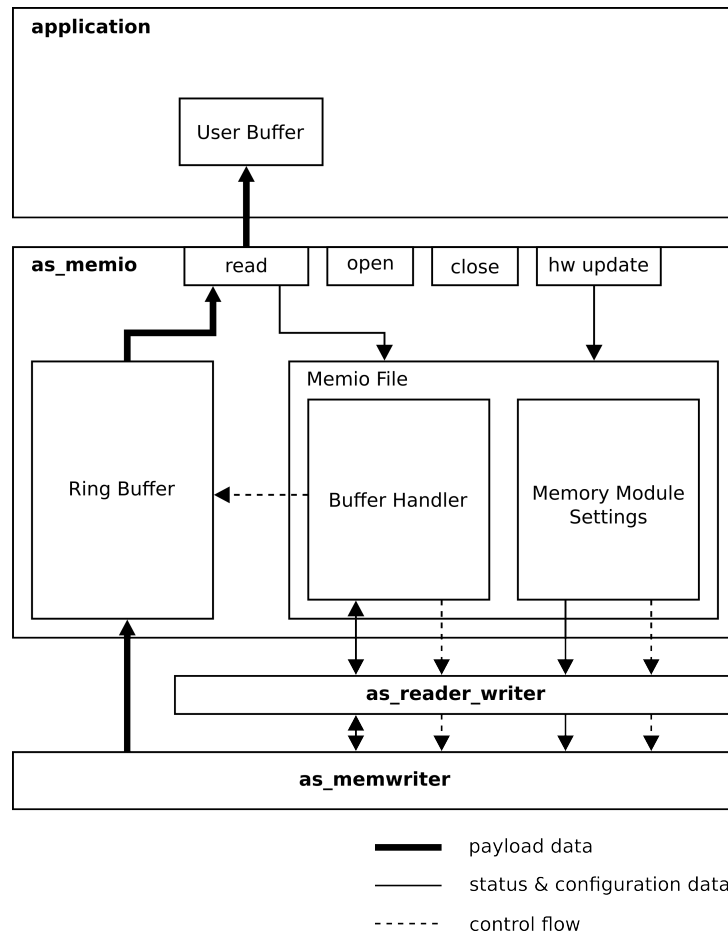 application
User Buffer
as_memio
read
open
close
hw update
Memio File
Ring Buffer
Buffer Handler
Memory Module
Settings
as_reader_writer
as_memwriter
payload data
status & configuration data
control flow